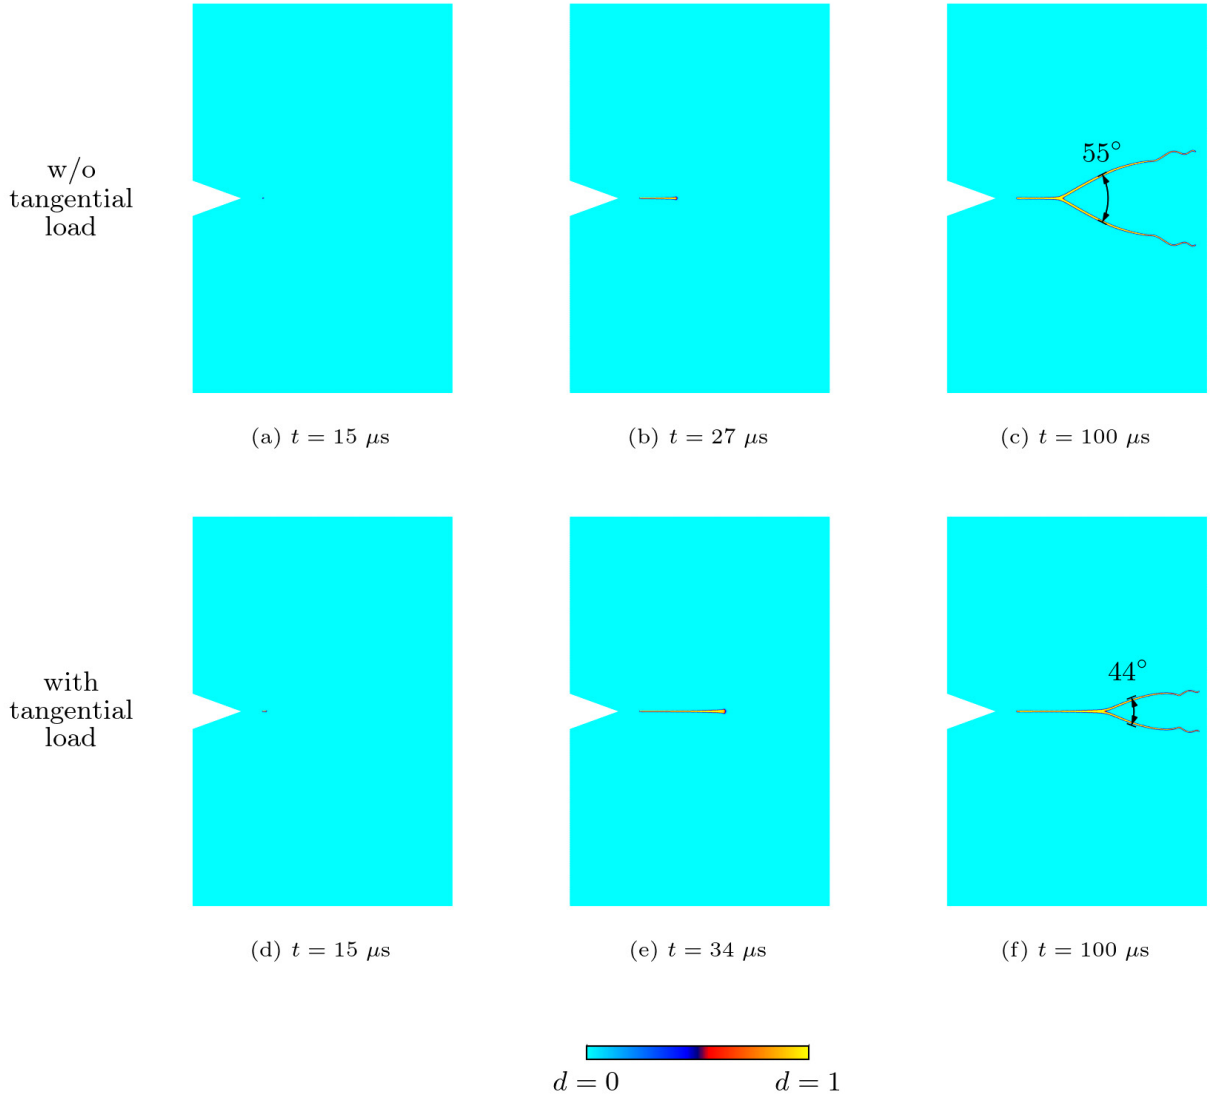 w/o
tangential
load
55°
(a) t = 15 μs
(b) t = 27 μs
(c) t = 100 μs
with
tangential
load
44°
(d) t = 15 μs
(e) t = 34 μs
(f) t = 100 μs
d = 0
d = 1